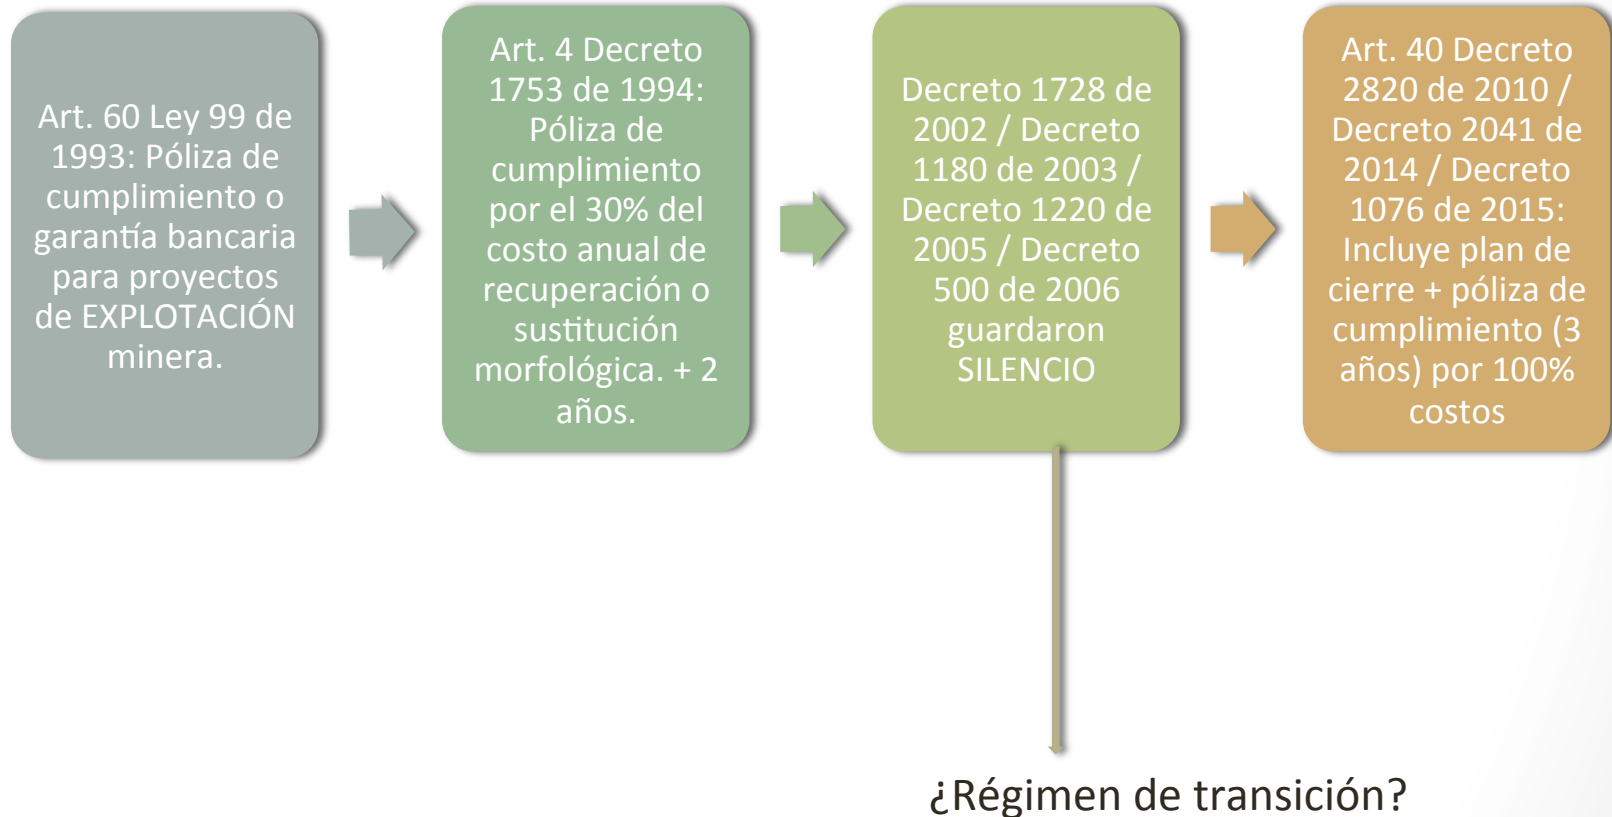 Art. 60 Ley 99 de
1993: Póliza de
cumplimiento o
garantía bancaria
para proyectos
de EXPLOTACIÓN
minera.
Art. 4 Decreto
1753 de 1994:
Póliza de
cumplimiento
por el 30% del
costo anual de
recuperación o
sustitución
morfológica. + 2
años.
Decreto 1728 de
2002 / Decreto
1180 de 2003 /
Decreto 1220 de
2005 / Decreto
500 de 2006
guardaron
SILENCIO
Art. 40 Decreto
2820 de 2010 /
Decreto 2041 de
2014 / Decreto
1076 de 2015:
Incluye plan de
cierre + póliza de
cumplimiento (3
años) por 100%
costos
¿Régimen de transición?